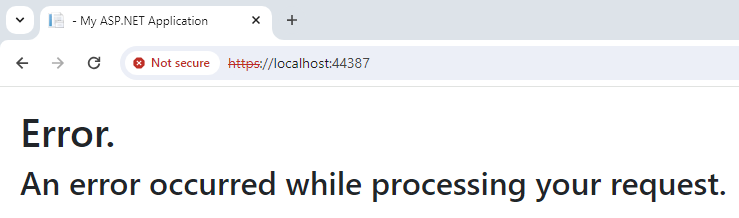 - My ASP.NET Application
Not secure
https://localhost:44387
Error.
An error occurred while processing your request.